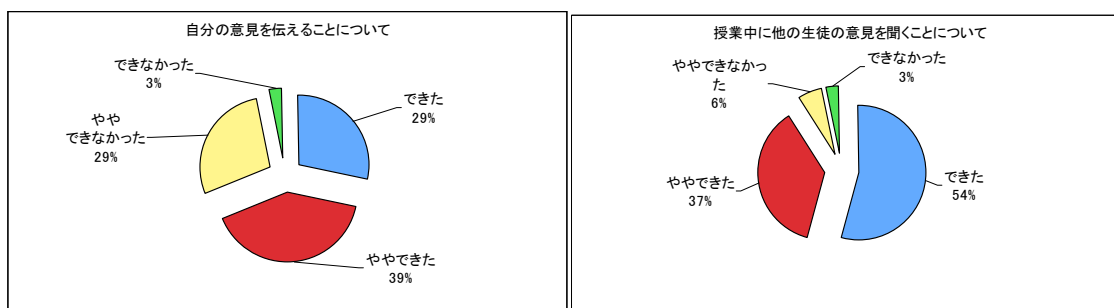 自分の意見を伝えることについて
できなかった
3%
できた
29%
やや
できなかった
29%
ややできた
39%
授業中に他の生徒の意見を聞くことについて
ややできなかっ
た
6%
できなかった
3%
ややできた
37%
できた
54%